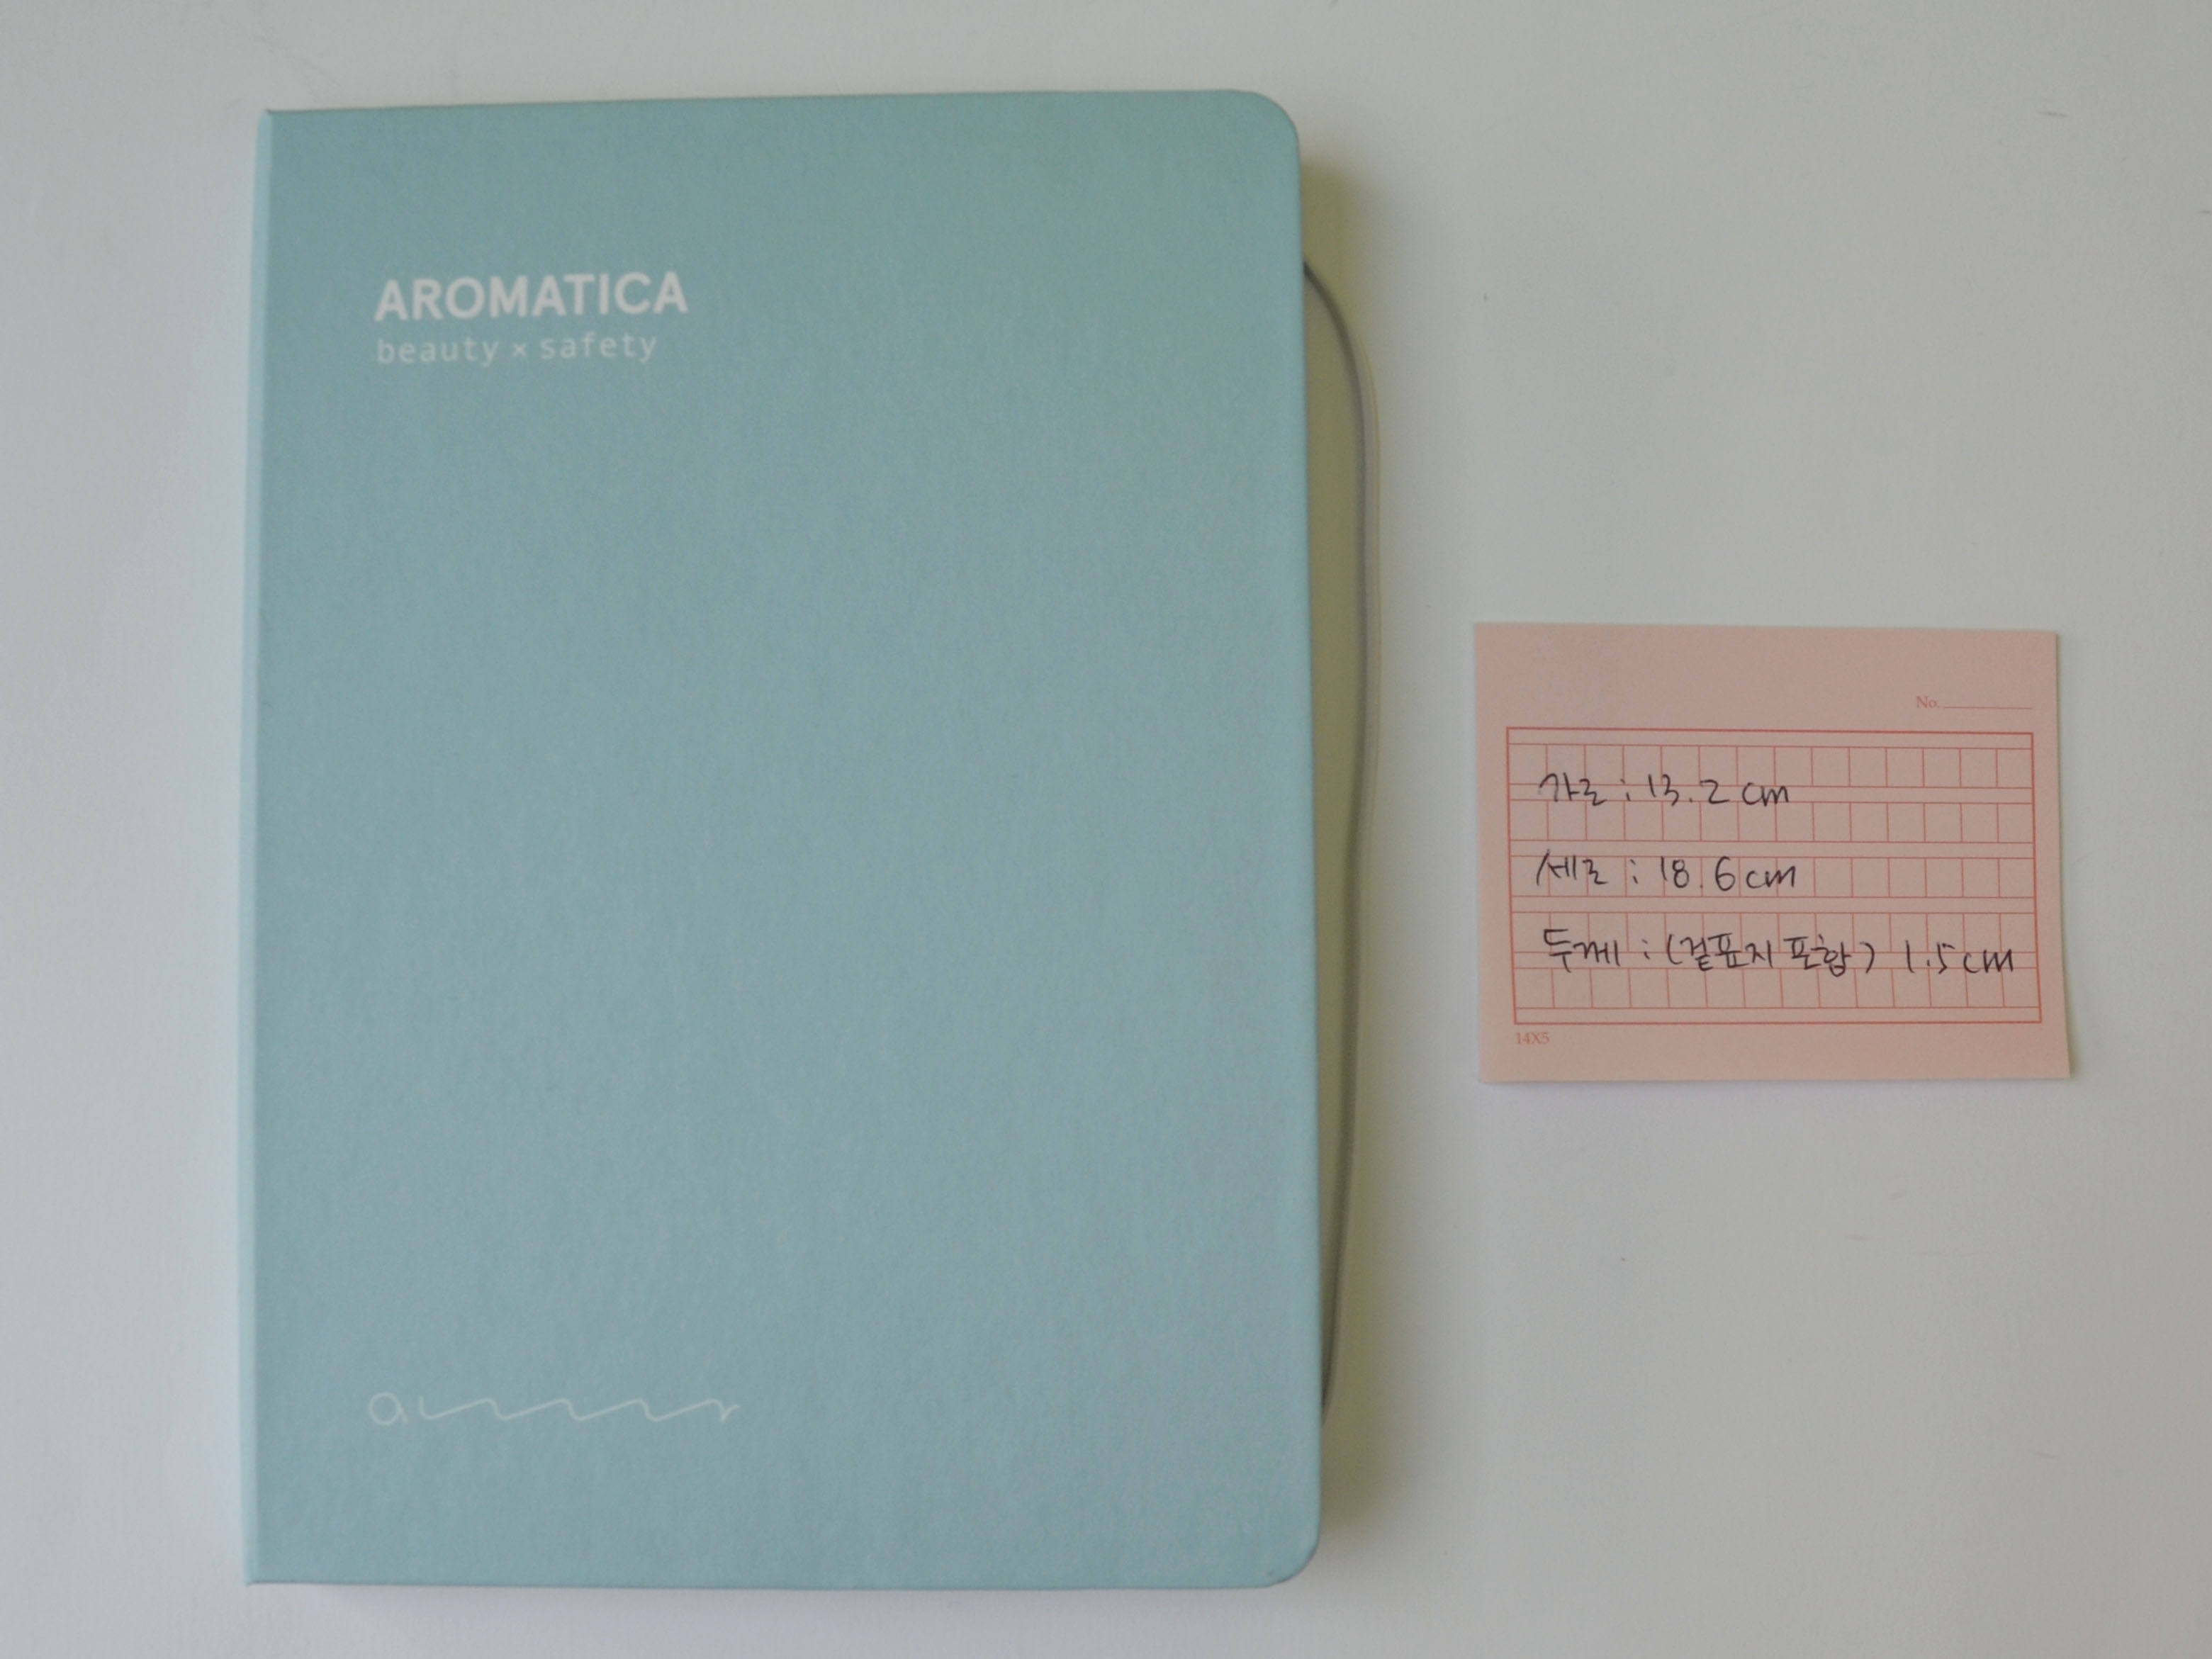 AROMATICA
beauty × safety
No.
가로 : 13.2 cm
세로 : 18.6 cm
두께 : (겉표지 포함) 1.5 cm
14X5